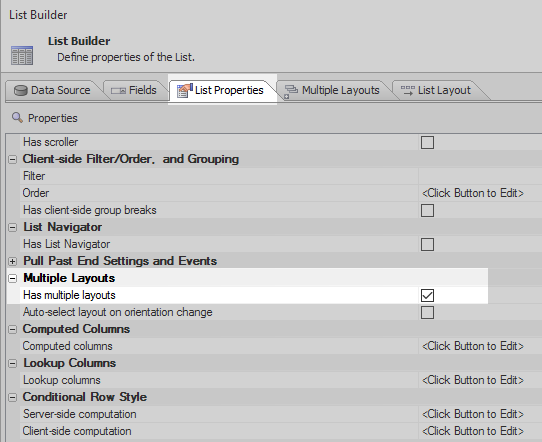 List Builder
List Builder
Define properties of the List.
Data Source Fields List Properties Multiple Layouts List Layout
Properties
Has scroller
Client-side Filter/Order, and Grouping
Filter
Order <Click Button to Edit>
Has client-side group breaks
List Navigator
Has List Navigator
Pull Past End Settings and Events
Multiple Layouts
Has multiple layouts
Auto-select layout on orientation change
Computed Columns
Computed columns <Click Button to Edit>
Lookup Columns
Lookup columns <Click Button to Edit>
Conditional Row Style
Server-side computation <Click Button to Edit>
Client-side computation <Click Button to Edit>